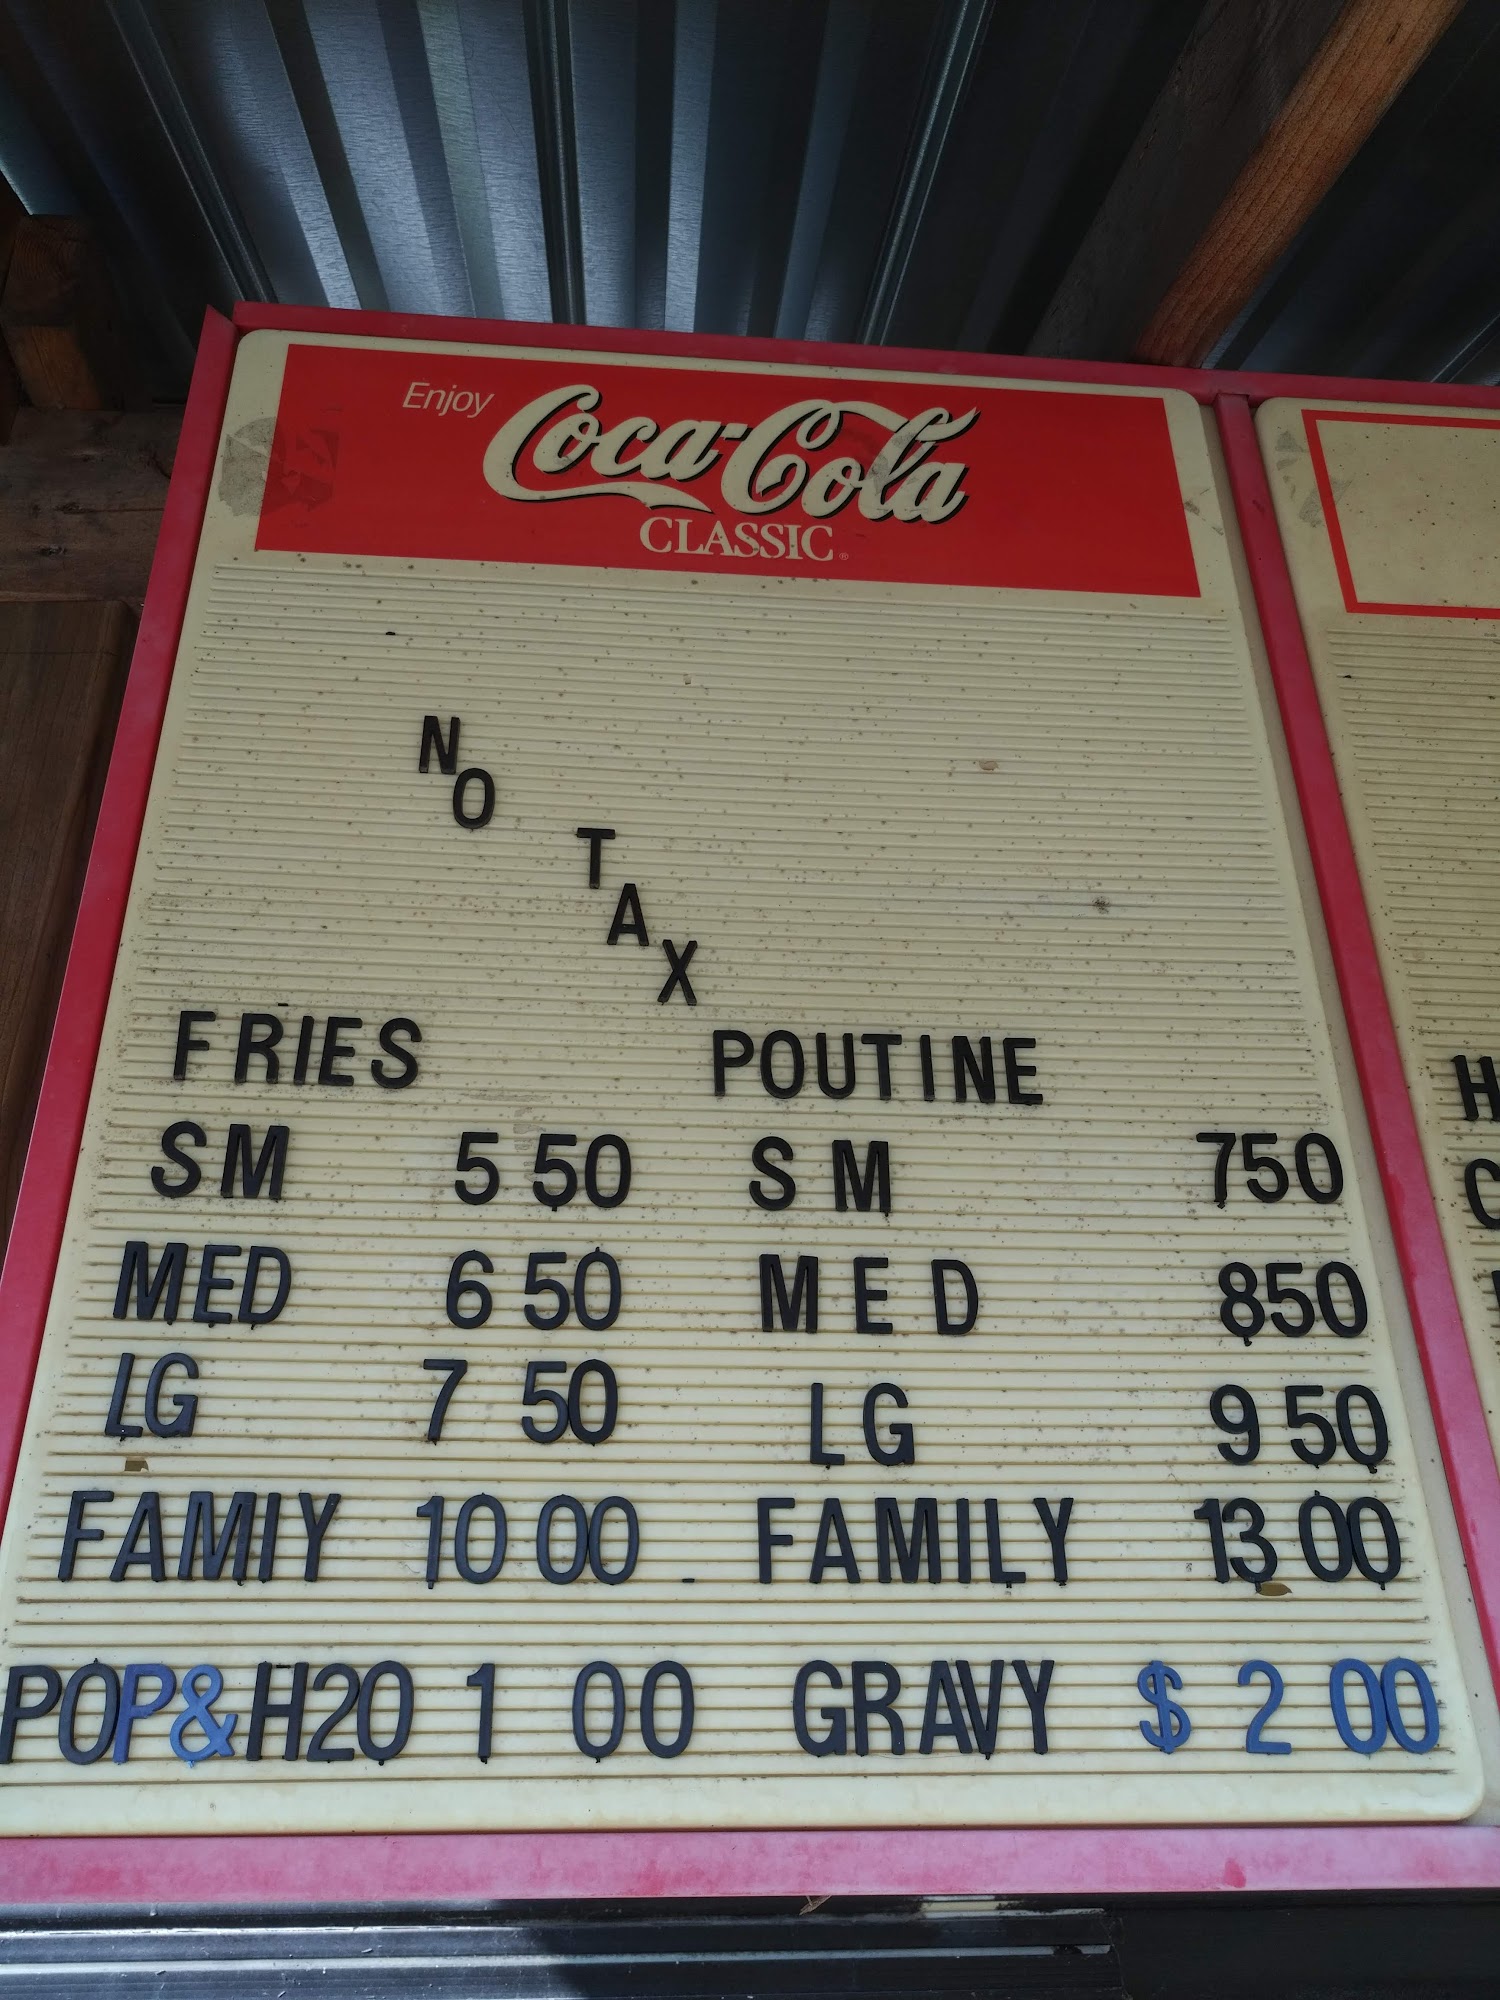 Enjoy
Coca-Cola
CLASSIC
NO
TAX
FRIES POUTINE
SM 5 50 SM 750
MED 6 50 MED 850
LG 7 50 LG 9 50
FAMIY 10 00 FAMILY 13 00
POP&H2O 1 00 GRAVY $ 2 00